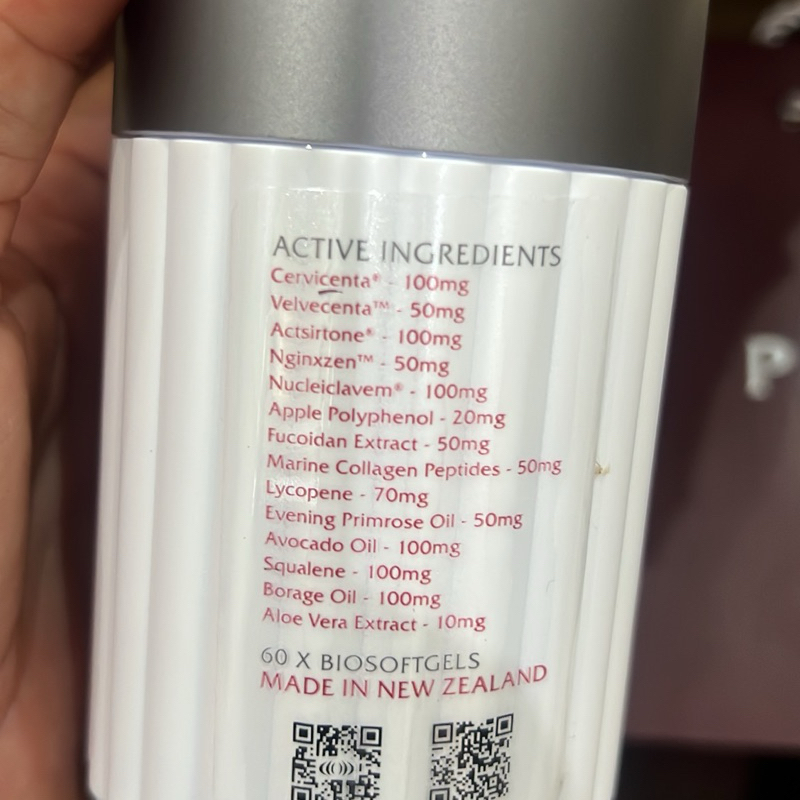 ACTIVE INGREDIENTS
Cervicenta® - 100mg
Velvecenta™ - 50mg
Actsirtone® - 100mg
Nginxzen™ - 50mg
Nucleiclavem® - 100mg
Apple Polyphenol - 20mg
Fucoidan Extract - 50mg
Marine Collagen Peptides - 50mg
Lycopene - 70mg
Evening Primrose Oil - 50mg
Avocado Oil - 100mg
Squalene - 100mg
Borage Oil - 100mg
Aloe Vera Extract - 10mg
60 X BIOSOFTGELS
MADE IN NEW ZEALAND
P